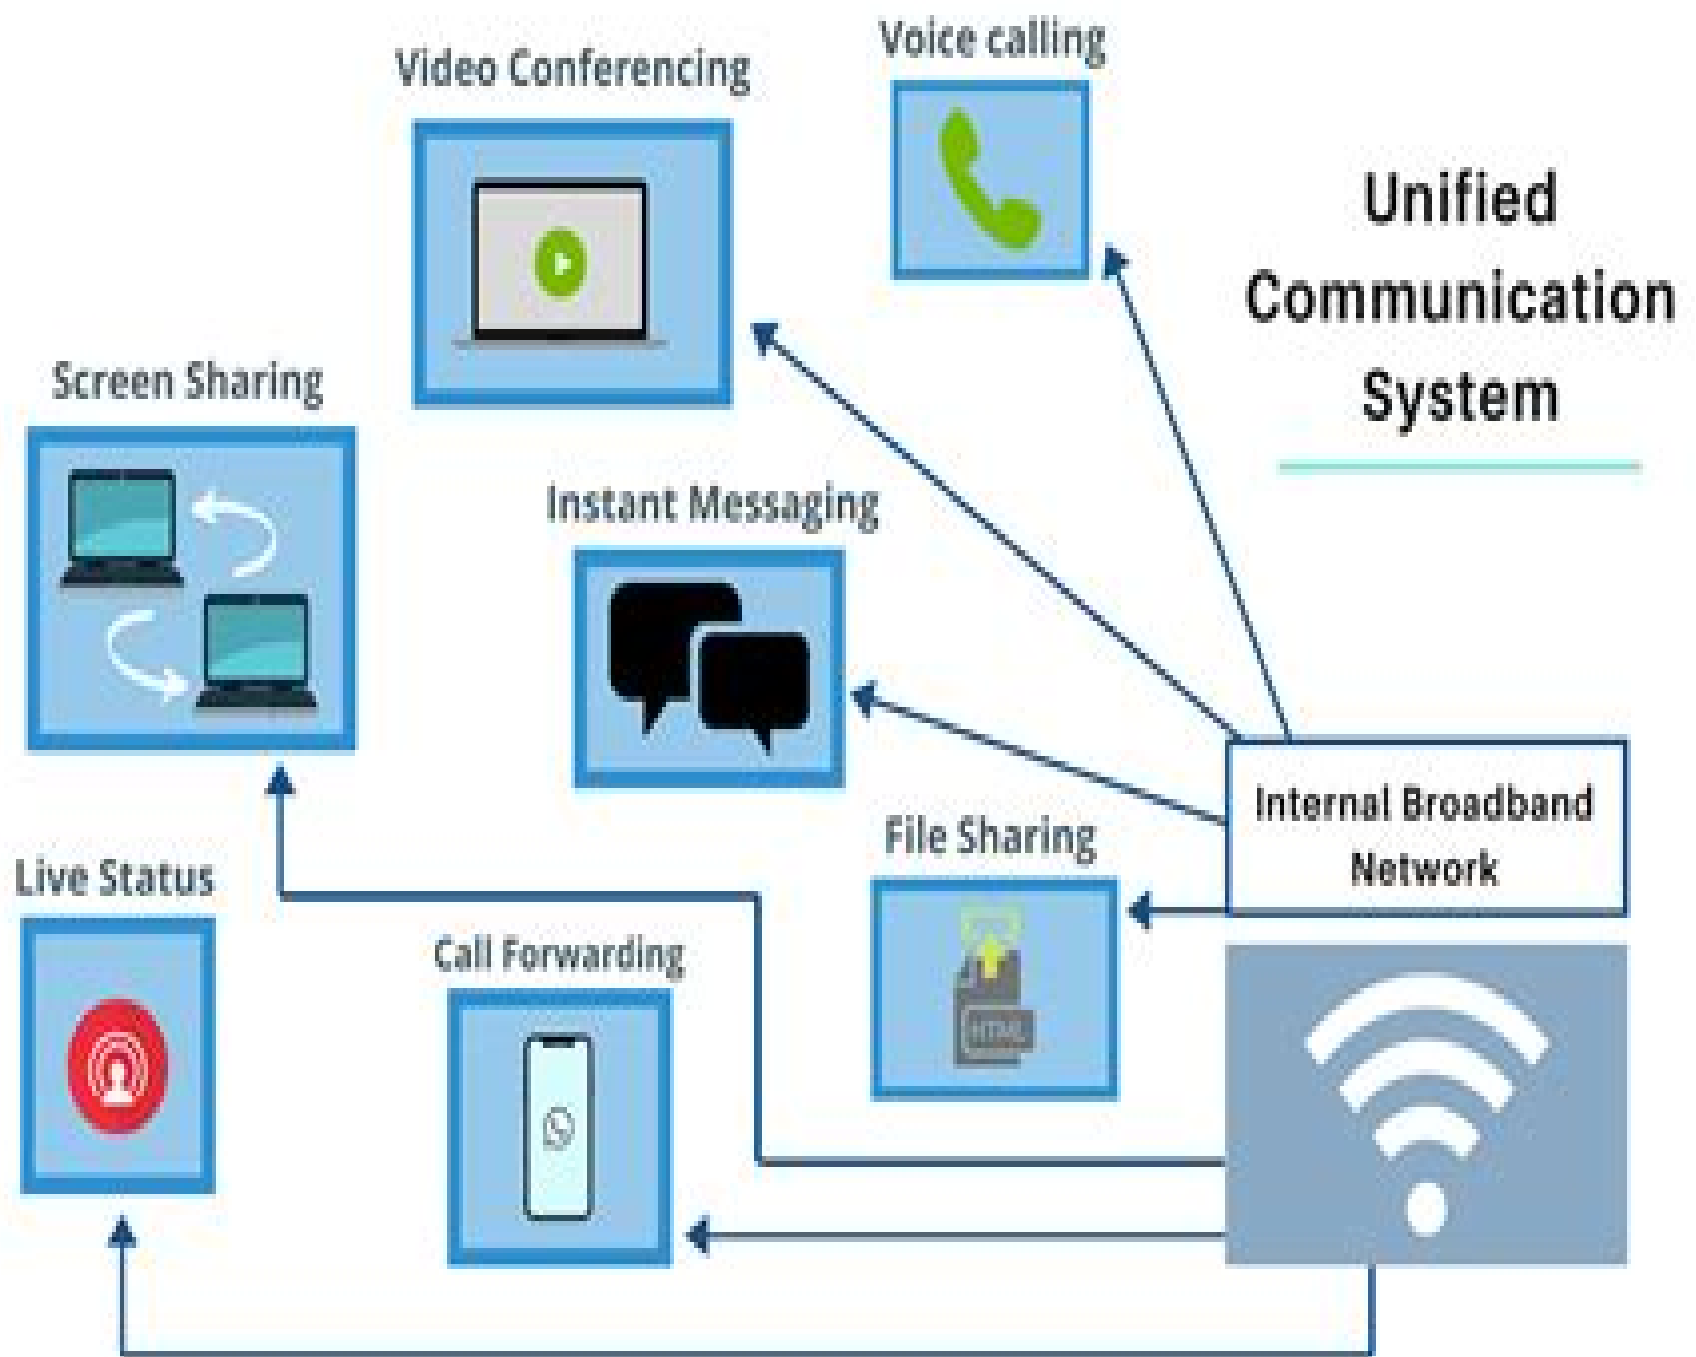 Voice calling
Video Conferencing
Unified
Communication
System
Screen Sharing
Instant Messaging
Internal Broadband
Network
File Sharing
Live Status
Call Forwarding
HTML